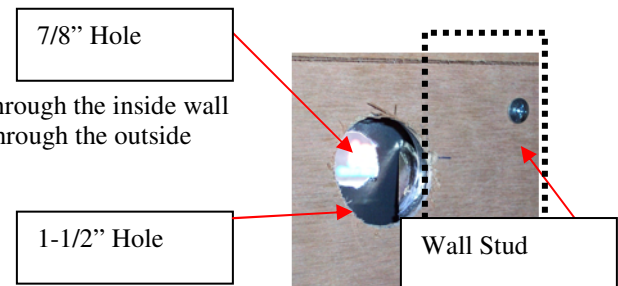 7/8” Hole
hrough the inside wall
hrough the outside
1-1/2” Hole
Wall Stud